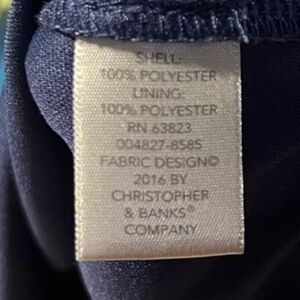 SHELL:
100% POLYESTER
LINING:
100% POLYESTER
RN 63823
004827-8585
FABRIC DESIGN©
2016 BY
CHRISTOPHER
& BANKS®
COMPANY